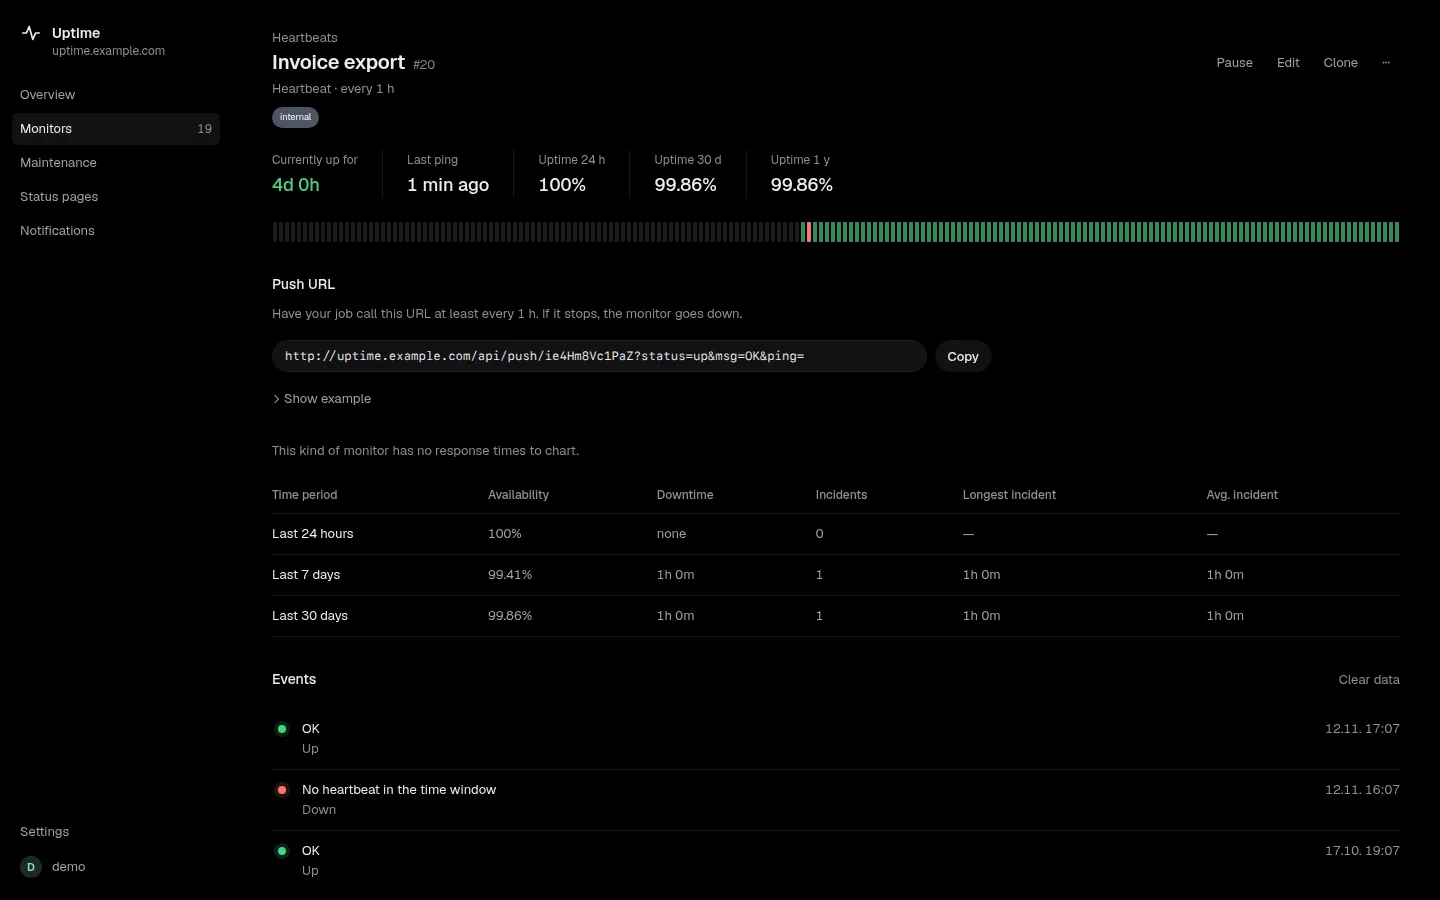 Uptime
uptime.example.com
Overview
Monitors 19
Maintenance
Status pages
Notifications
Settings
D demo
Heartbeats
Invoice export #20
Pause Edit Clone ···
Heartbeat · every 1 h
internal
Currently up for Last ping Uptime 24 h Uptime 30 d Uptime 1 y
4d 0h 1 min ago 100% 99.86% 99.86%
Push URL
Have your job call this URL at least every 1 h. If it stops, the monitor goes down.
http://uptime.example.com/api/push/ie4Hm8Vc1PaZ?status=up&msg=OK&ping= Copy
Show example
This kind of monitor has no response times to chart.
Time period Availability Downtime Incidents Longest incident Avg. incident
Last 24 hours 100% none 0 — —
Last 7 days 99.41% 1h 0m 1 1h 0m 1h 0m
Last 30 days 99.86% 1h 0m 1 1h 0m 1h 0m
Events Clear data
OK 12.11. 17:07
Up
No heartbeat in the time window 12.11. 16:07
Down
OK 17.10. 19:07
Up